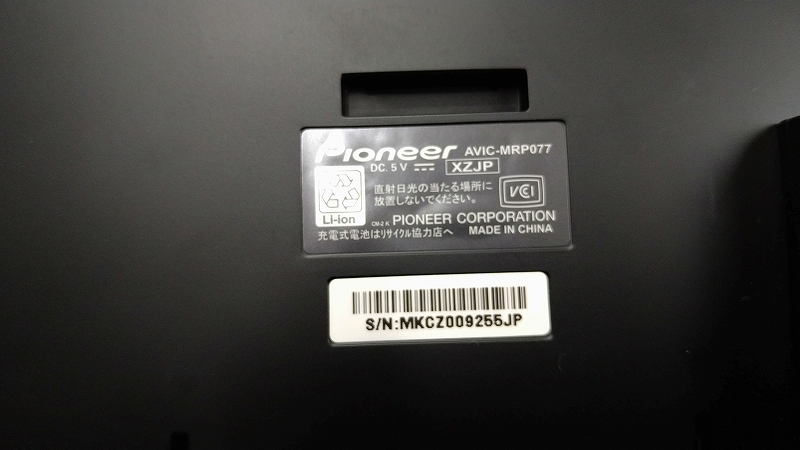 Pioneer AVIC-MRP077
DC. 5 V XZJP
直射日光の当たる場所に
放置しないでください。
VCI
Li-ion
CM-2 K PIONEER CORPORATION
充電式電池はリサイクル協力店へ MADE IN CHINA
S/N:MKCZ009255JP